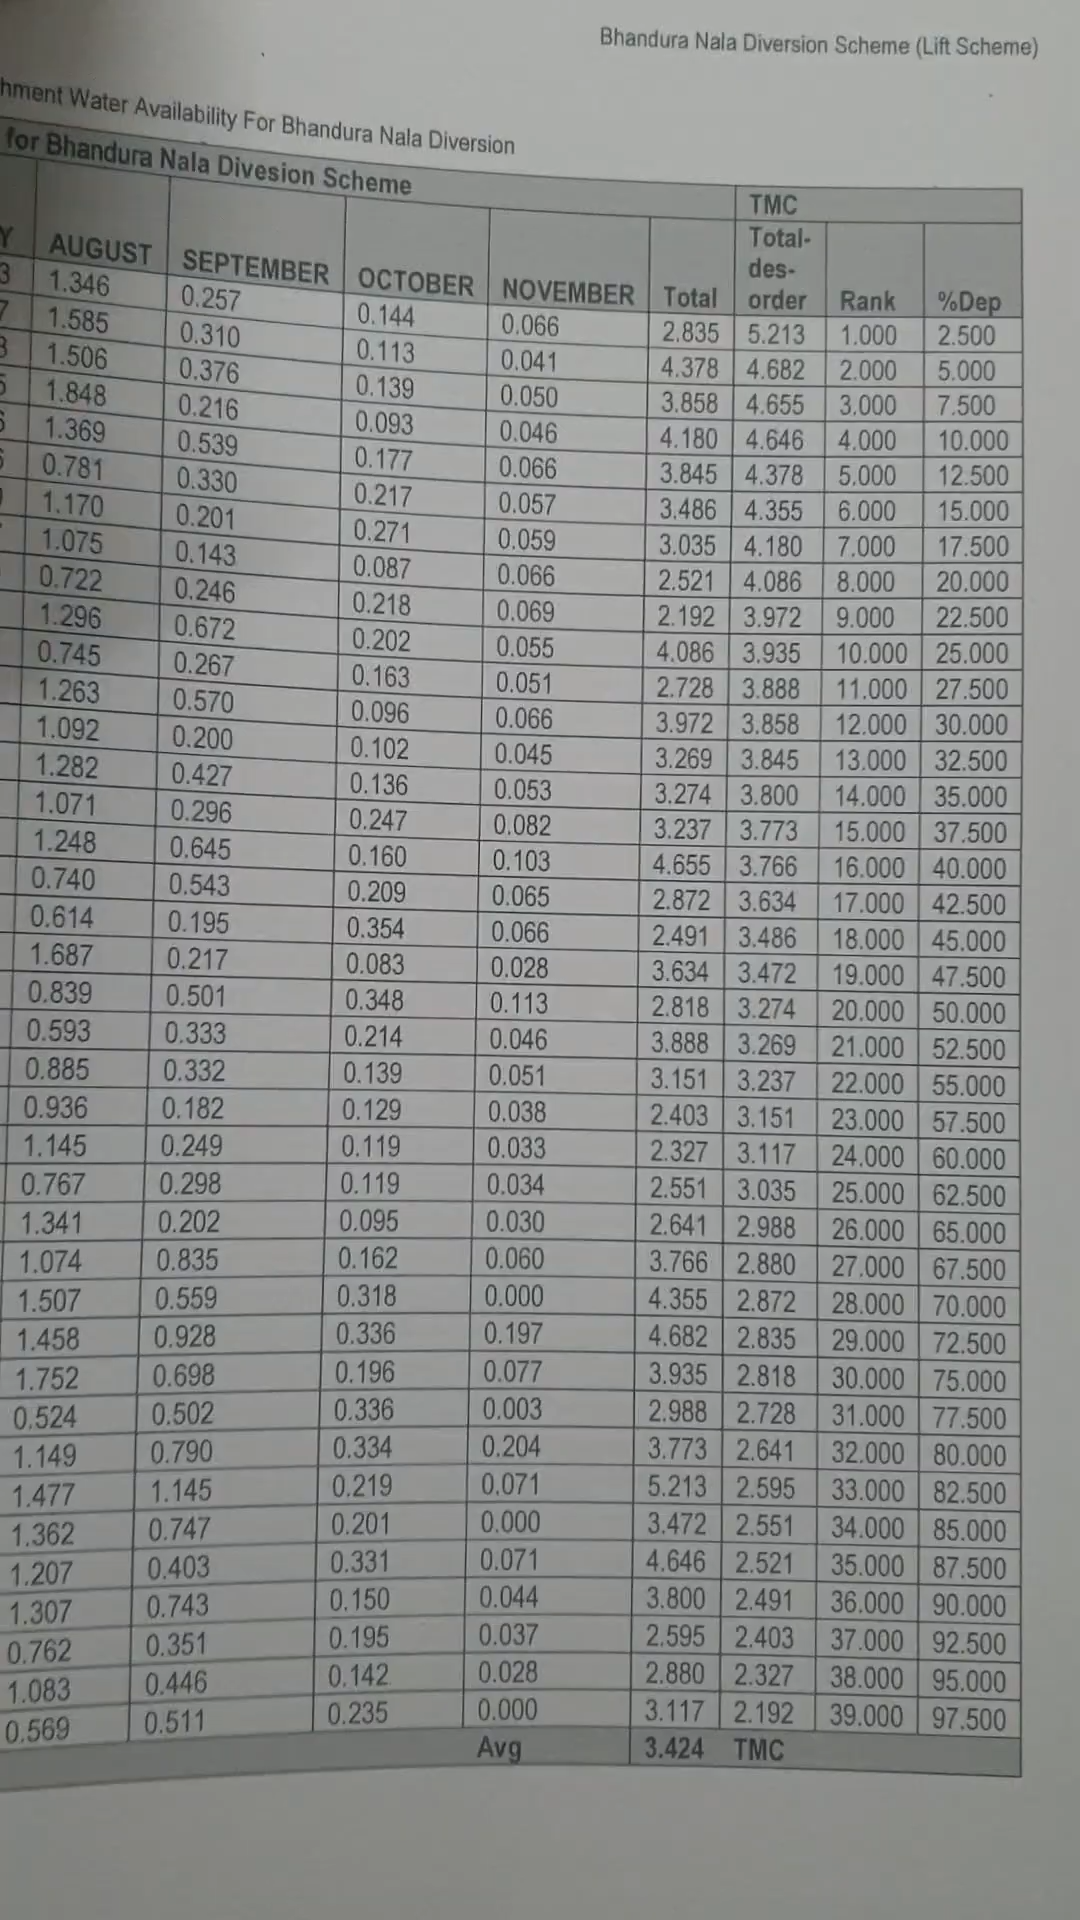 Bhandura Nala Diversion Scheme (Lift Scheme)
Water Availability For Bhandura Nala Diversion
for Bhandura Nala Divesion Scheme
TMC
AUGUST SEPTEMBER OCTOBER NOVEMBER Total Total-des-order Rank %Dep
1.346 0.257 0.144 0.066 2.835 5.213 1.000 2.500
1.585 0.310 0.113 0.041 4.378 4.682 2.000 5.000
1.506 0.376 0.139 0.050 3.858 4.655 3.000 7.500
1.848 0.216 0.093 0.046 4.180 4.646 4.000 10.000
1.369 0.539 0.177 0.066 3.845 4.378 5.000 12.500
0.781 0.330 0.217 0.057 3.486 4.355 6.000 15.000
1.170 0.201 0.271 0.059 3.035 4.180 7.000 17.500
1.075 0.143 0.087 0.066 2.521 4.086 8.000 20.000
0.722 0.246 0.218 0.069 2.192 3.972 9.000 22.500
1.296 0.672 0.202 0.055 4.086 3.935 10.000 25.000
0.745 0.267 0.163 0.051 2.728 3.888 11.000 27.500
1.263 0.570 0.096 0.066 3.972 3.858 12.000 30.000
1.092 0.200 0.102 0.045 3.269 3.845 13.000 32.500
1.282 0.427 0.136 0.053 3.274 3.800 14.000 35.000
1.071 0.296 0.247 0.082 3.237 3.773 15.000 37.500
1.248 0.645 0.160 0.103 4.655 3.766 16.000 40.000
0.740 0.543 0.209 0.065 2.872 3.634 17.000 42.500
0.614 0.195 0.354 0.066 2.491 3.486 18.000 45.000
1.687 0.217 0.083 0.028 3.634 3.472 19.000 47.500
0.839 0.501 0.348 0.113 2.818 3.274 20.000 50.000
0.593 0.333 0.214 0.046 3.888 3.269 21.000 52.500
0.885 0.332 0.139 0.051 3.151 3.237 22.000 55.000
0.936 0.182 0.129 0.038 2.403 3.151 23.000 57.500
1.145 0.249 0.119 0.033 2.327 3.117 24.000 60.000
0.767 0.298 0.119 0.034 2.551 3.035 25.000 62.500
1.341 0.202 0.095 0.030 2.641 2.988 26.000 65.000
1.074 0.835 0.162 0.060 3.766 2.880 27.000 67.500
1.507 0.559 0.318 0.000 4.355 2.872 28.000 70.000
1.458 0.928 0.336 0.197 4.682 2.835 29.000 72.500
1.752 0.698 0.196 0.077 3.935 2.818 30.000 75.000
0.524 0.502 0.336 0.003 2.988 2.728 31.000 77.500
1.149 0.790 0.334 0.204 3.773 2.641 32.000 80.000
1.477 1.145 0.219 0.071 5.213 2.595 33.000 82.500
1.362 0.747 0.201 0.000 3.472 2.551 34.000 85.000
1.207 0.403 0.331 0.071 4.646 2.521 35.000 87.500
1.307 0.743 0.150 0.044 3.800 2.491 36.000 90.000
0.762 0.351 0.195 0.037 2.595 2.403 37.000 92.500
1.083 0.446 0.142 0.028 2.880 2.327 38.000 95.000
0.569 0.511 0.235 0.000 3.117 2.192 39.000 97.500
Avg 3.424 TMC